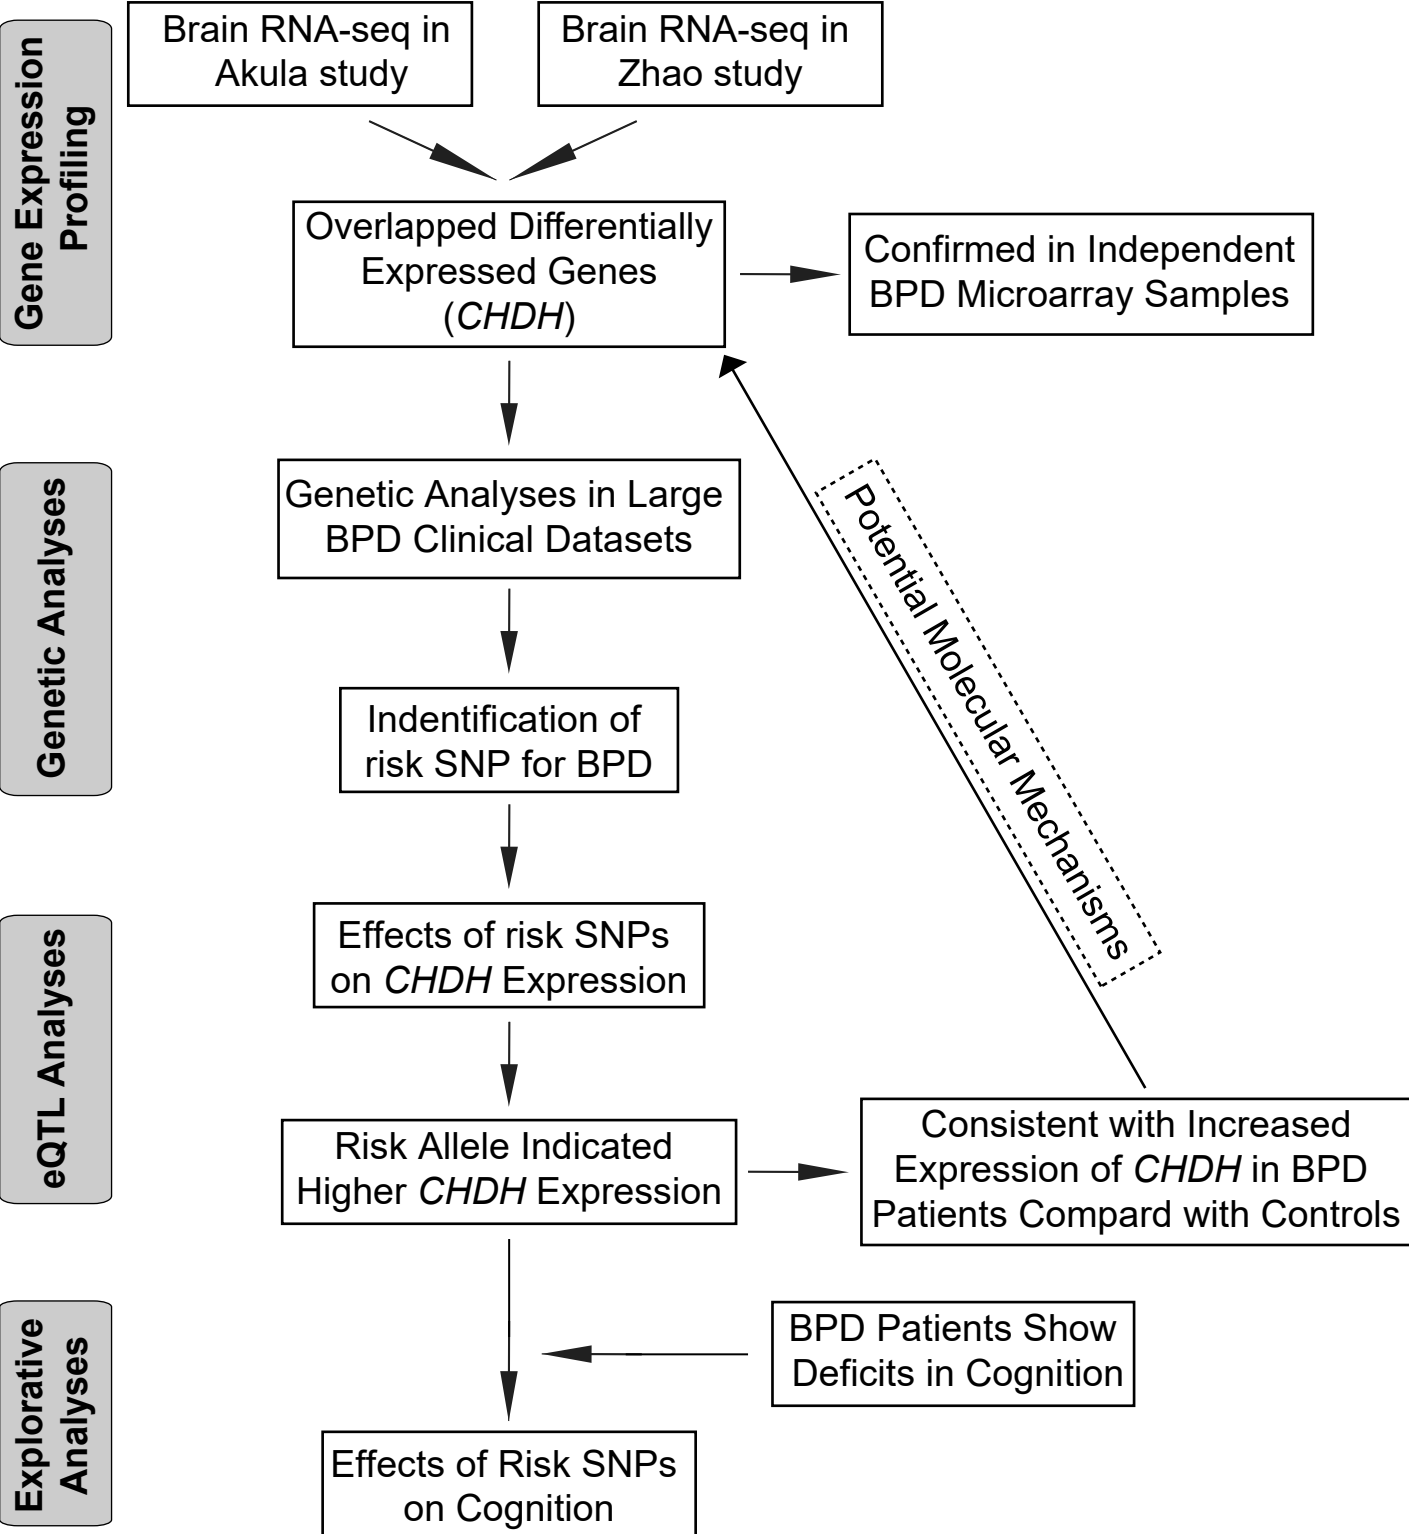 Gene Expression
Profiling
Brain RNA-seq in
Akula study
Brain RNA-seq in
Zhao study
Overlapped Differentially
Expressed Genes
(CHDH)
Confirmed in Independent
BPD Microarray Samples
Genetic Analyses
Genetic Analyses in Large
BPD Clinical Datasets
Potential Molecular Mechanisms
Indentification of
risk SNP for BPD
eQTL Analyses
Effects of risk SNPs
on CHDH Expression
Risk Allele Indicated
Higher CHDH Expression
Consistent with Increased
Expression of CHDH in BPD
Patients Compard with Controls
Explorative
Analyses
BPD Patients Show
Deficits in Cognition
Effects of Risk SNPs
on Cognition